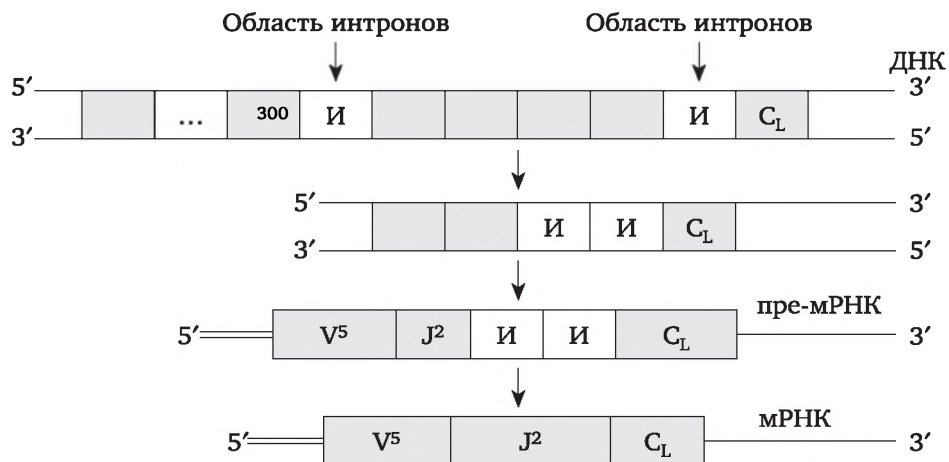 Область интронов Область интронов
ДНК
5′ 3′
... 300 И И C_L
3′ 5′
5′ 3′
И И C_L
3′ 5′
пре-мРНК
5′ V⁵ J² И И C_L 3′
мРНК
5′ V⁵ J² C_L 3′